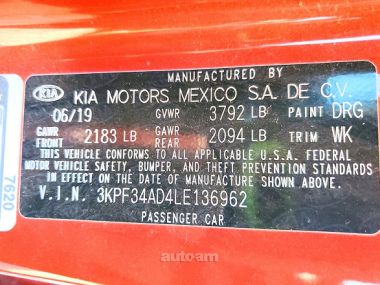 MANUFACTURED BY
KIA KIA MOTORS MEXICO S.A. DE C.V.
06/19 GVWR 3792 LB PAINT DRG
GAWR FRONT 2183 LB GAWR REAR 2094 LB TRIM WK
THIS VEHICLE CONFORMS TO ALL APPLICABLE U.S.A. FEDERAL
MOTOR VEHICLE SAFETY, BUMPER, AND THEFT PREVENTION STANDARDS
IN EFFECT ON THE DATE OF MANUFACTURE SHOWN ABOVE.
V.I.N. 3KPF34AD4LE136962
PASSENGER CAR
7620
autoam